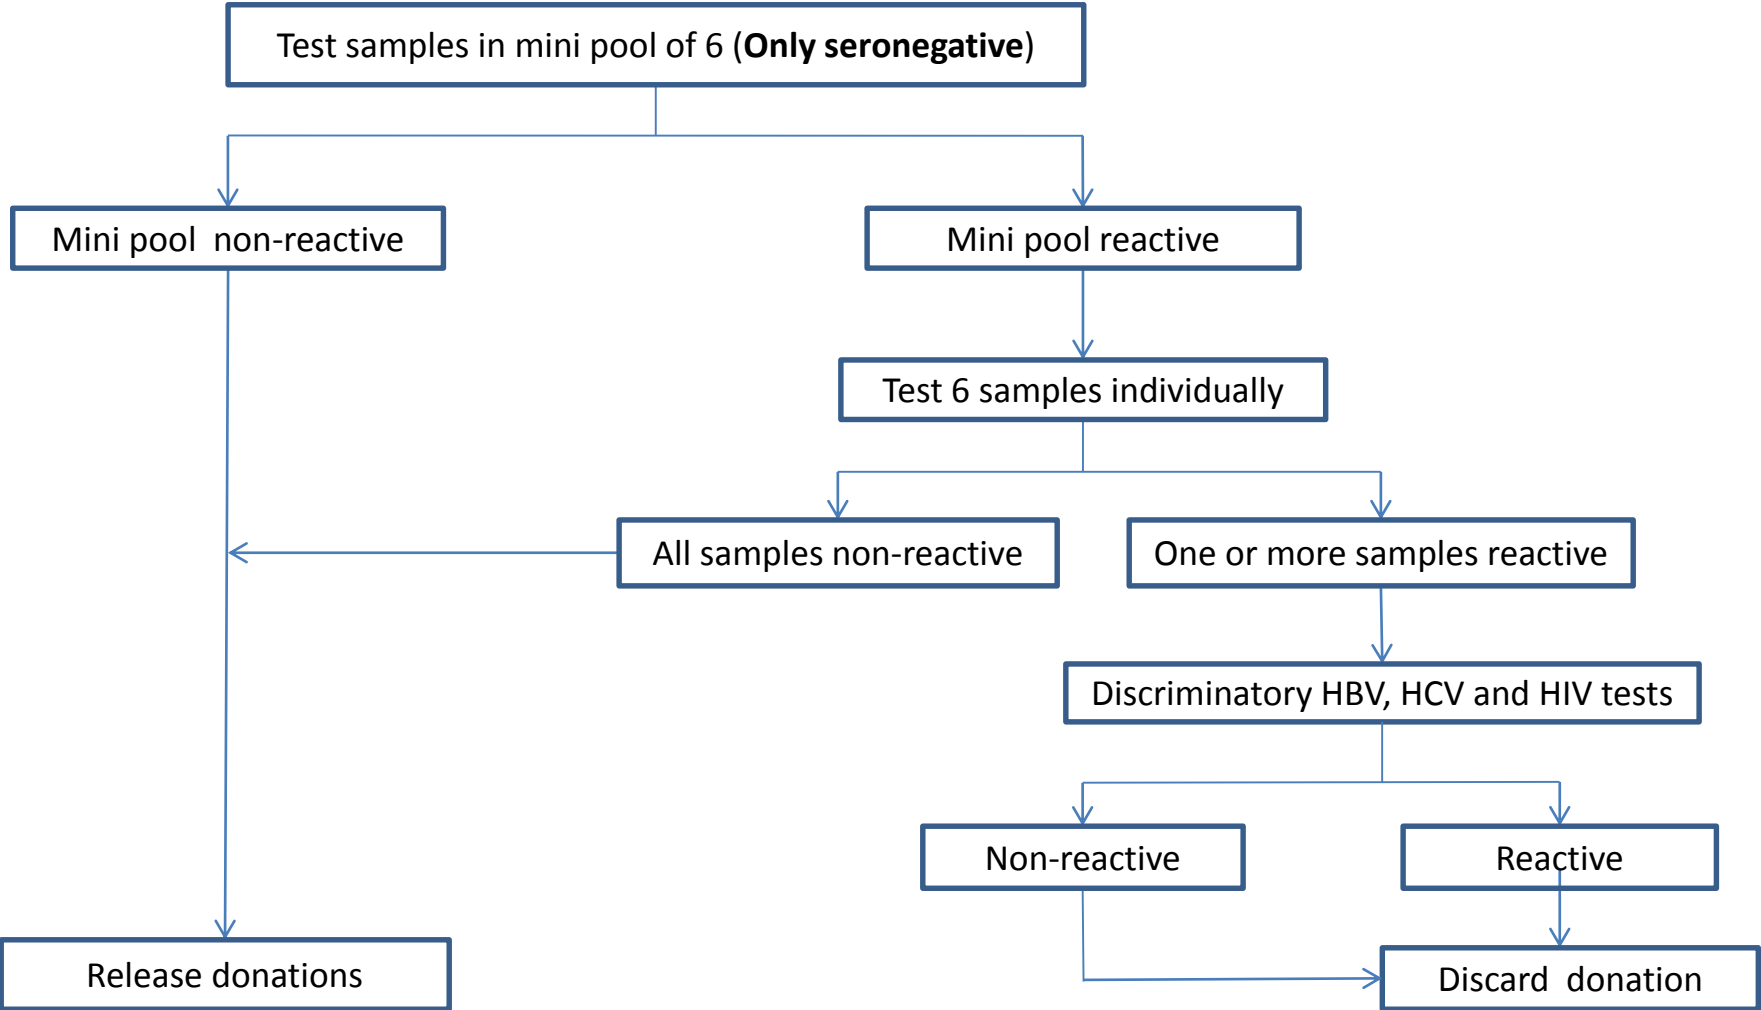 Test samples in mini pool of 6 (Only seronegative)
Mini pool non-reactive
Mini pool reactive
Test 6 samples individually
All samples non-reactive
One or more samples reactive
Discriminatory HBV, HCV and HIV tests
Non-reactive
Reactive
Release donations
Discard donation